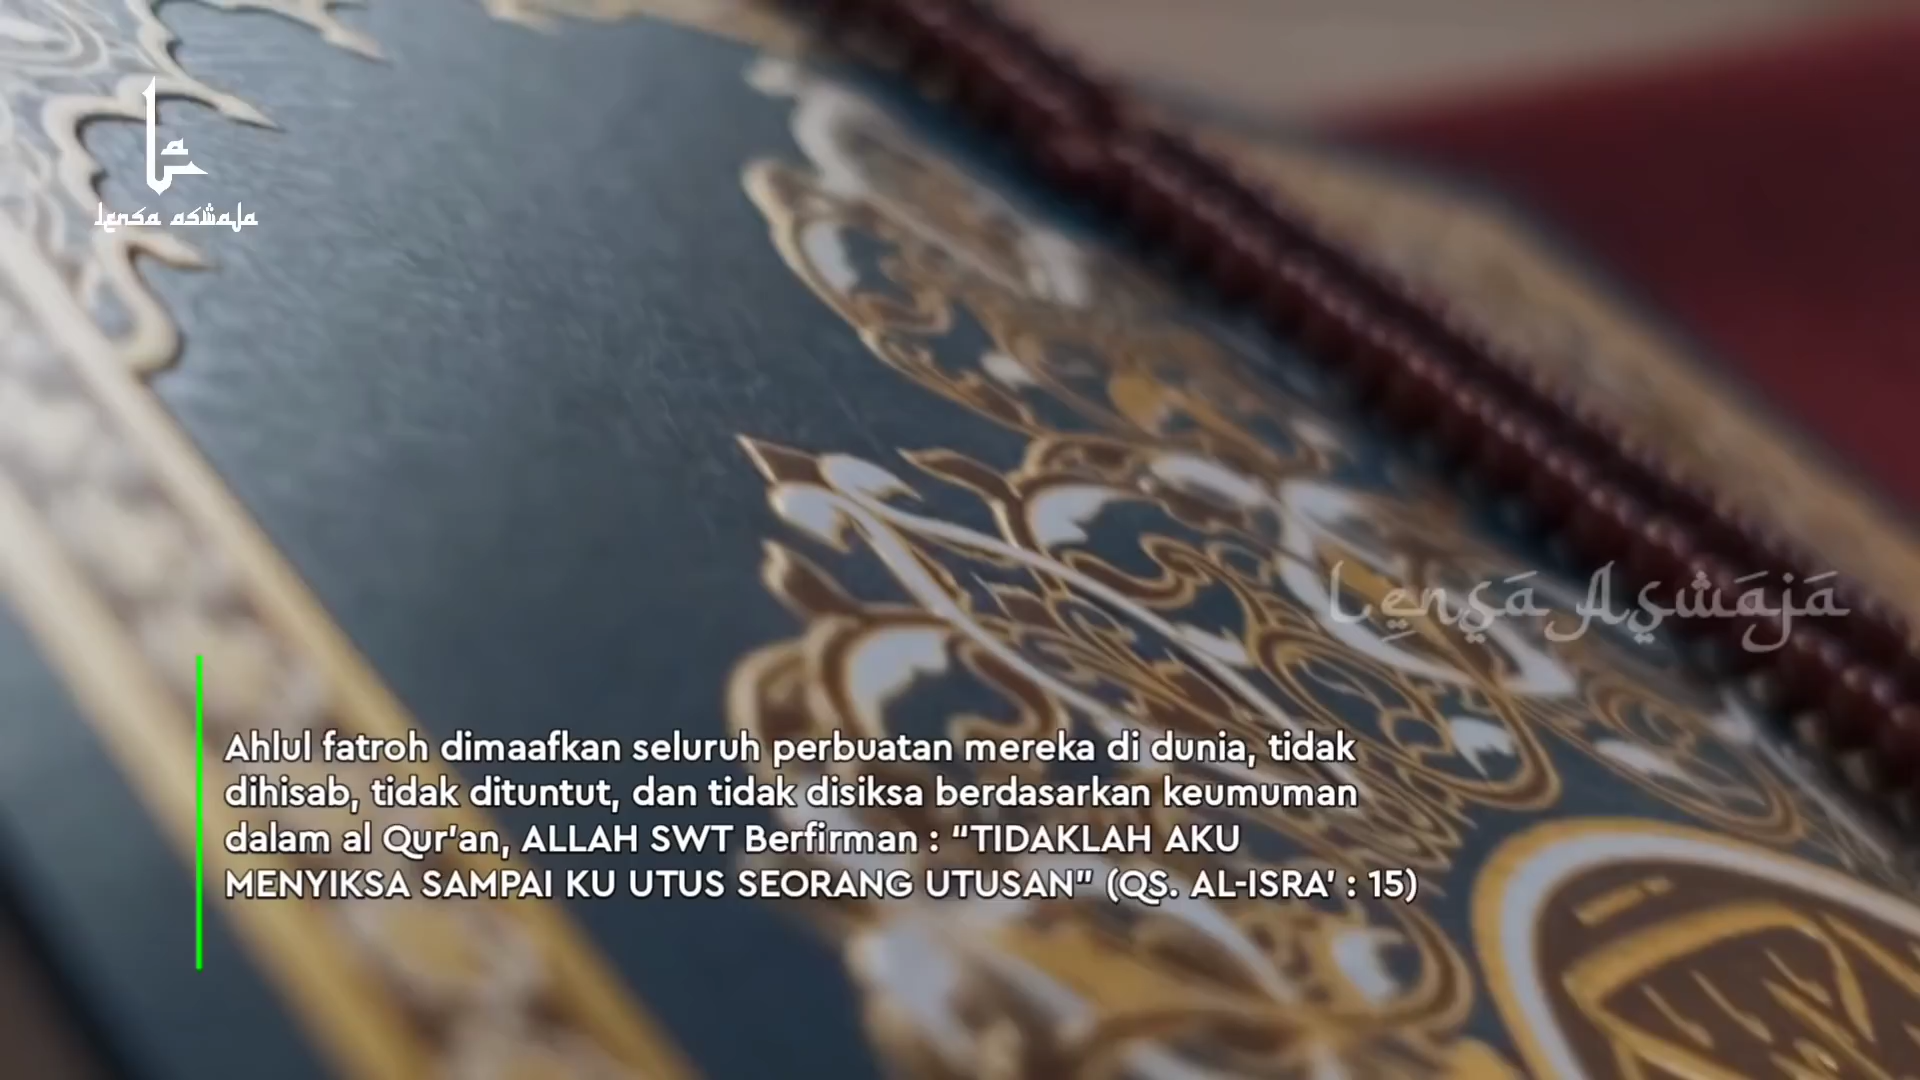 lensa aswaja
Lensa Aswaja
Ahlul fatroh dimaafkan seluruh perbuatan mereka di dunia, tidak
dihisab, tidak dituntut, dan tidak disiksa berdasarkan keumuman
dalam al Qur'an, ALLAH SWT Berfirman : “TIDAKLAH AKU
MENYIKSA SAMPAI KU UTUS SEORANG UTUSAN” (QS. AL-ISRA' : 15)